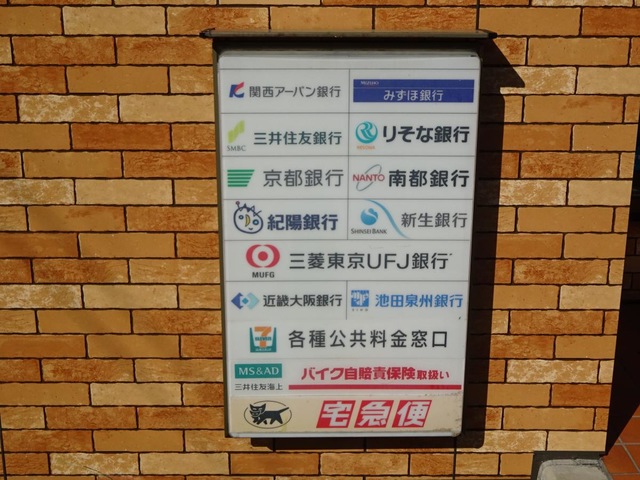 関西アーバン銀行
MIZUHO
みずほ銀行
SMBC
三井住友銀行
RESONA
りそな銀行
京都銀行
NANTO 南都銀行
紀陽銀行
SHINSEI BANK
新生銀行
MUFG
三菱東京UFJ銀行
近畿大阪銀行
池田泉州銀行
7
各種公共料金窓口
MS&AD
三井住友海上
バイク自賠責保険取扱い
宅急便